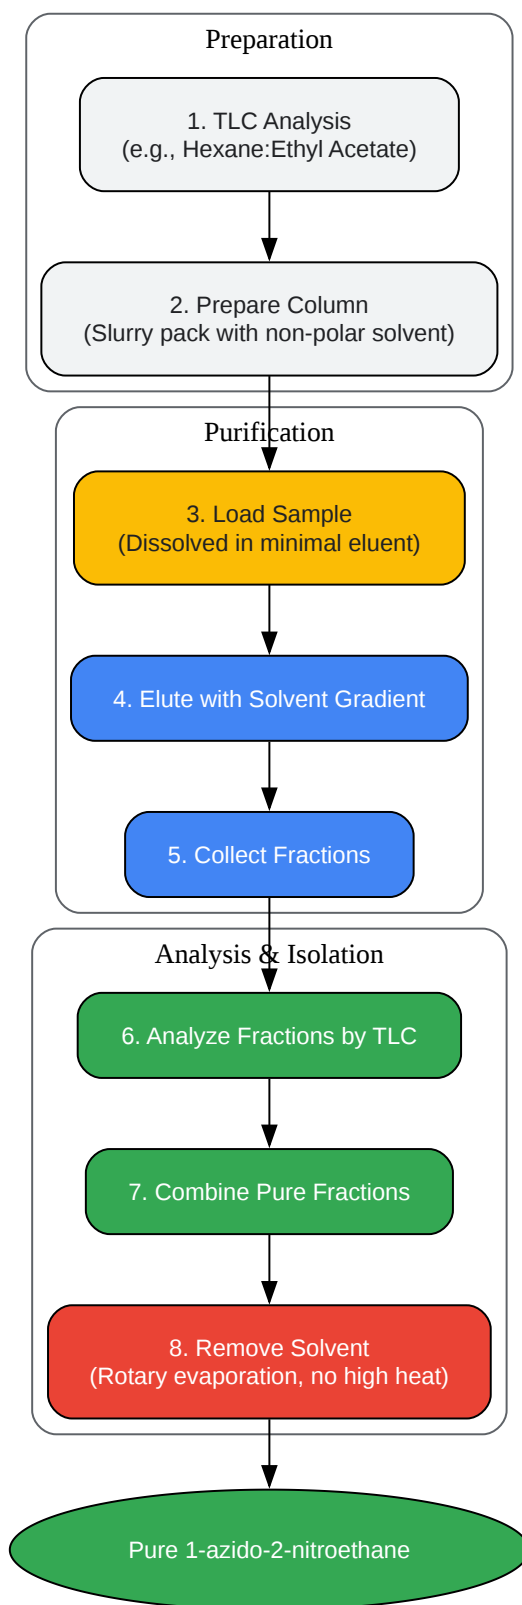 Preparation
1. TLC Analysis
(e.g., Hexane:Ethyl Acetate)
2. Prepare Column
(Slurry pack with non-polar solvent)
Purification
3. Load Sample
(Dissolved in minimal eluent)
4. Elute with Solvent Gradient
5. Collect Fractions
Analysis & Isolation
6. Analyze Fractions by TLC
7. Combine Pure Fractions
8. Remove Solvent
(Rotary evaporation, no high heat)
Pure 1-azido-2-nitroethane